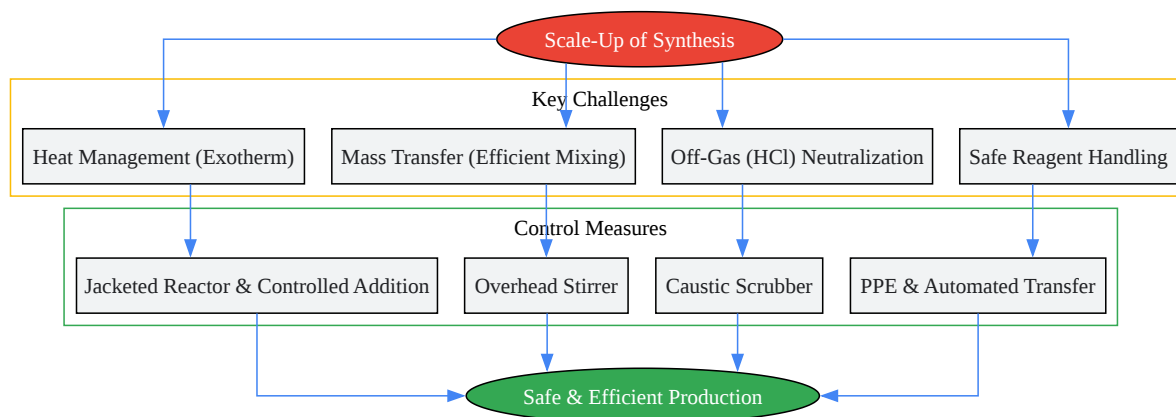 Scale-Up of Synthesis
Key Challenges
Heat Management (Exotherm)
Mass Transfer (Efficient Mixing)
Off-Gas (HCl) Neutralization
Safe Reagent Handling
Control Measures
Jacketed Reactor & Controlled Addition
Overhead Stirrer
Caustic Scrubber
PPE & Automated Transfer
Safe & Efficient Production